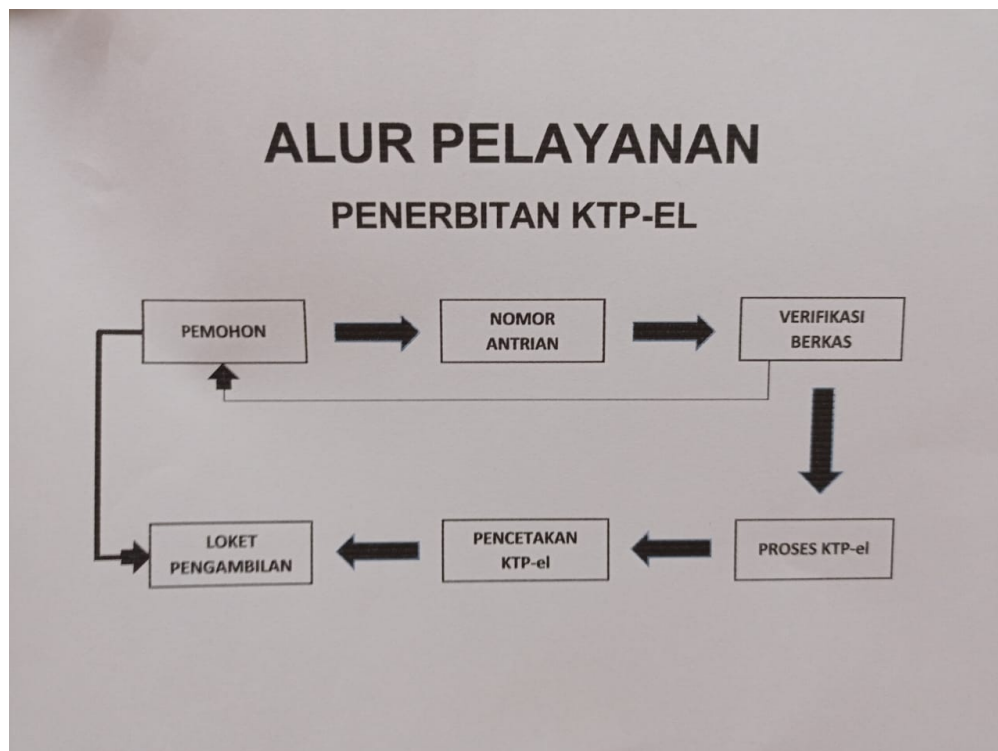 ALUR PELAYANAN
PENERBITAN KTP-EL
PEMOHON
NOMOR
ANTRIAN
VERIFIKASI
BERKAS
LOKET
PENGAMBILAN
PENCETAKAN
KTP-el
PROSES KTP-el